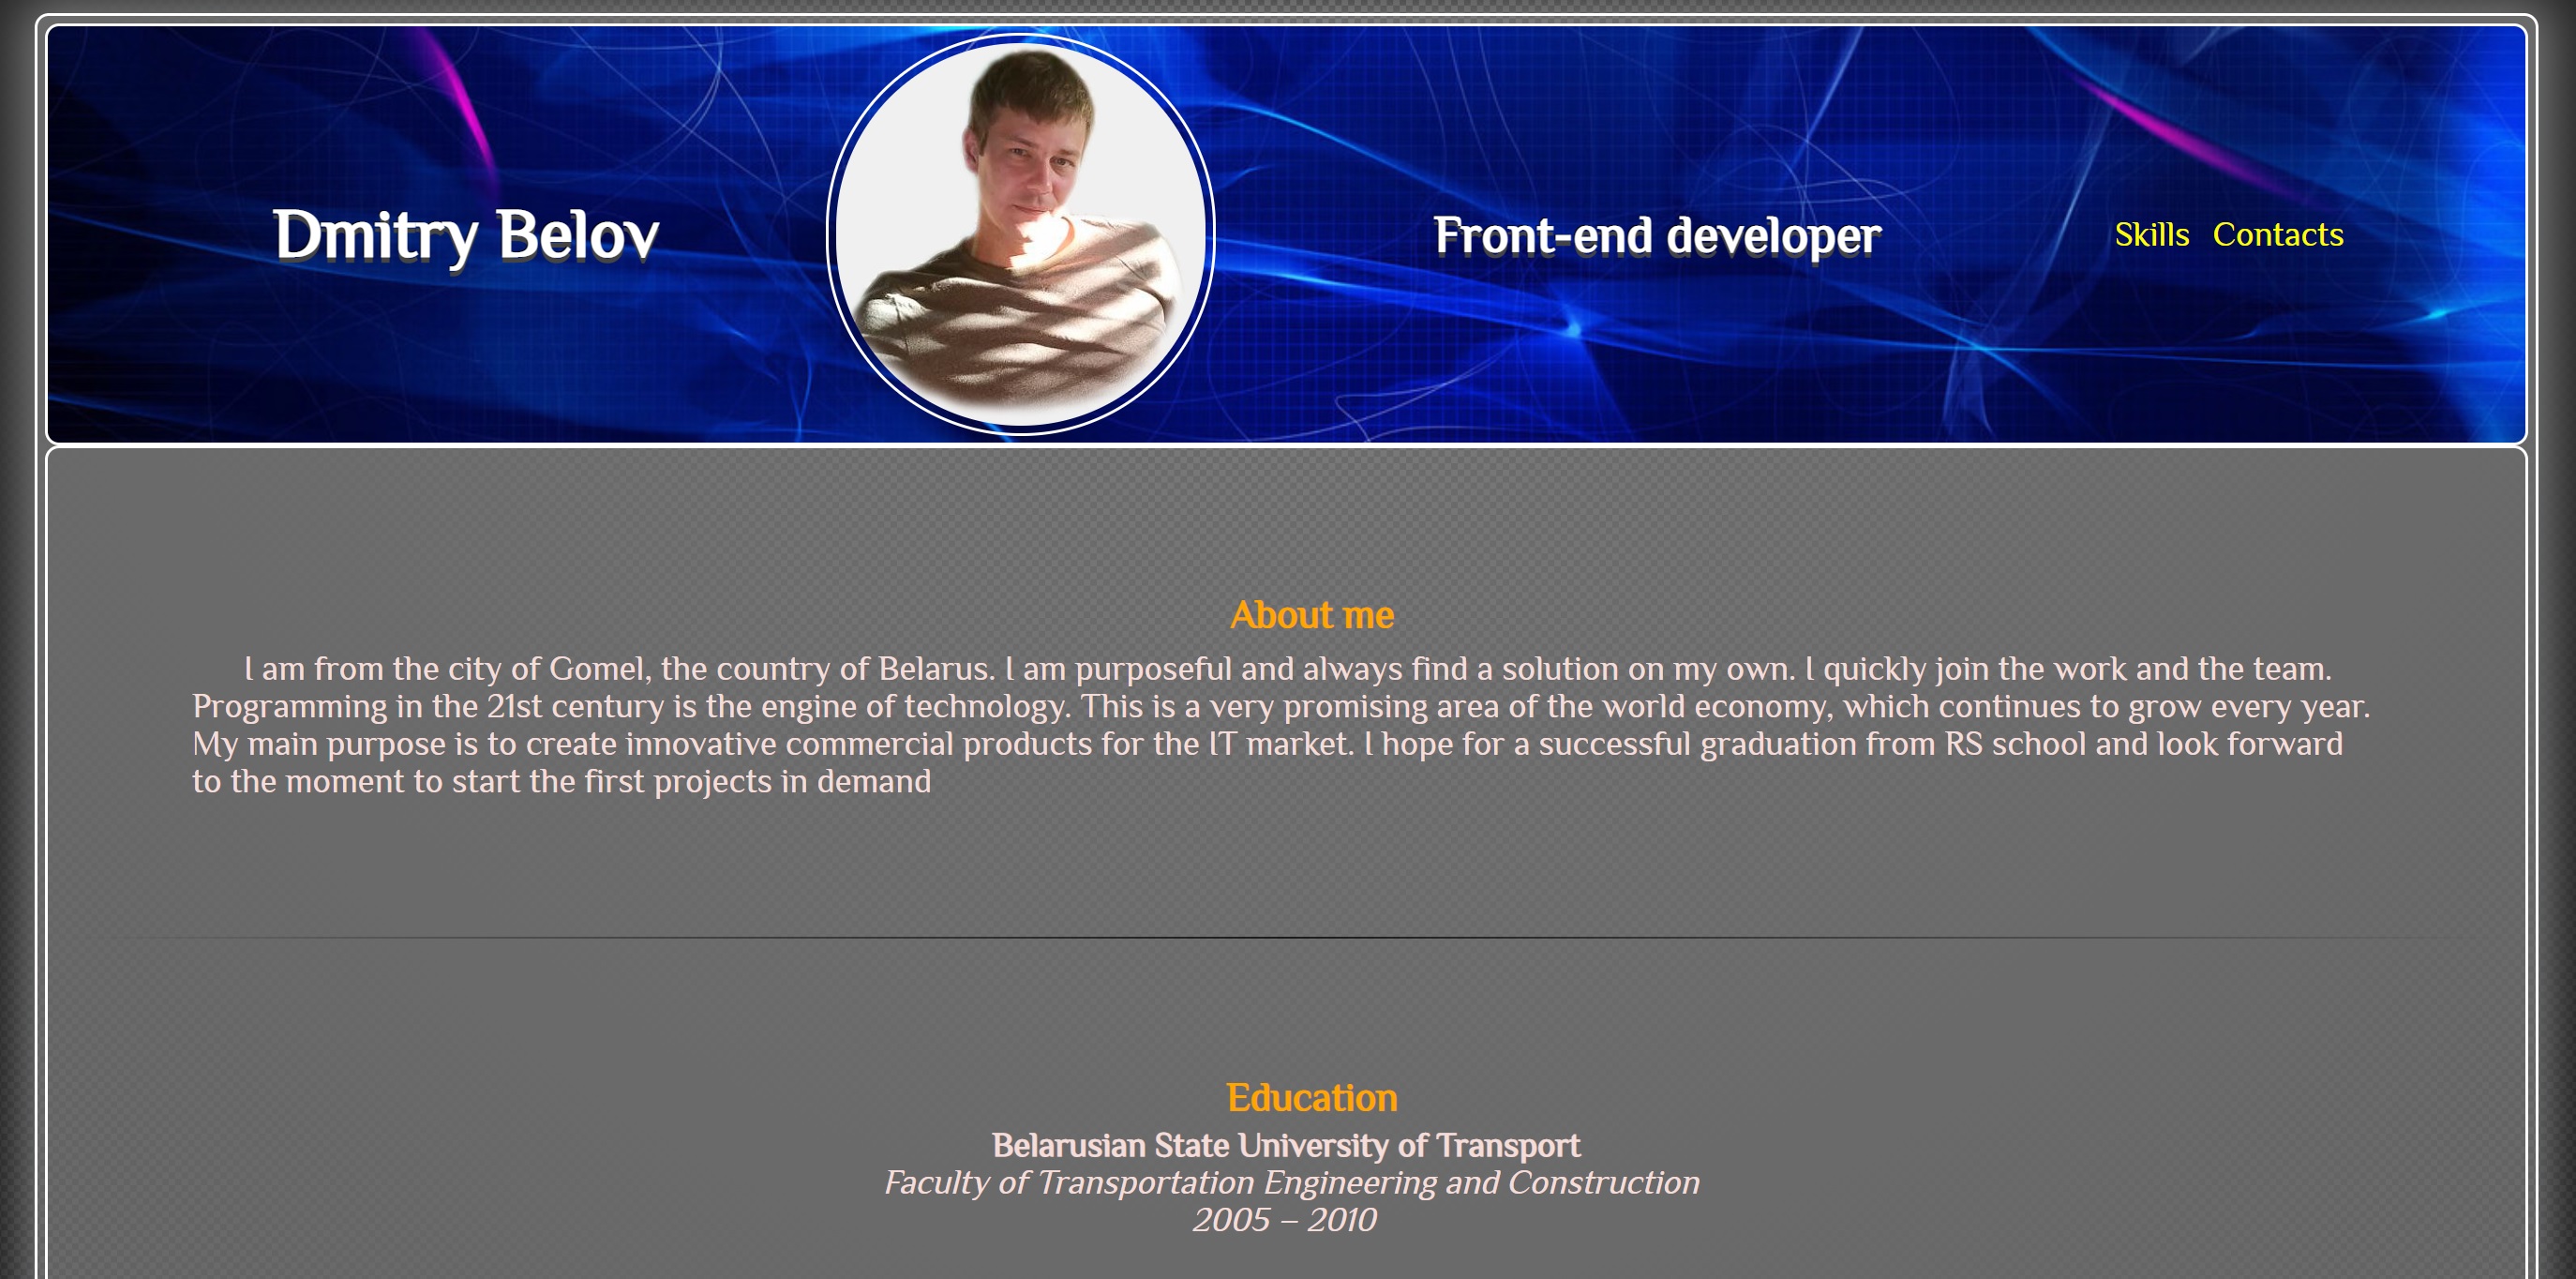 Dmitry Belov
Front-end developer
Skills Contacts
About me
I am from the city of Gomel, the country of Belarus. I am purposeful and always find a solution on my own. I quickly join the work and the team.
Programming in the 21st century is the engine of technology. This is a very promising area of the world economy, which continues to grow every year.
My main purpose is to create innovative commercial products for the IT market. I hope for a successful graduation from RS school and look forward
to the moment to start the first projects in demand
Education
Belarusian State University of Transport
Faculty of Transportation Engineering and Construction
2005 – 2010